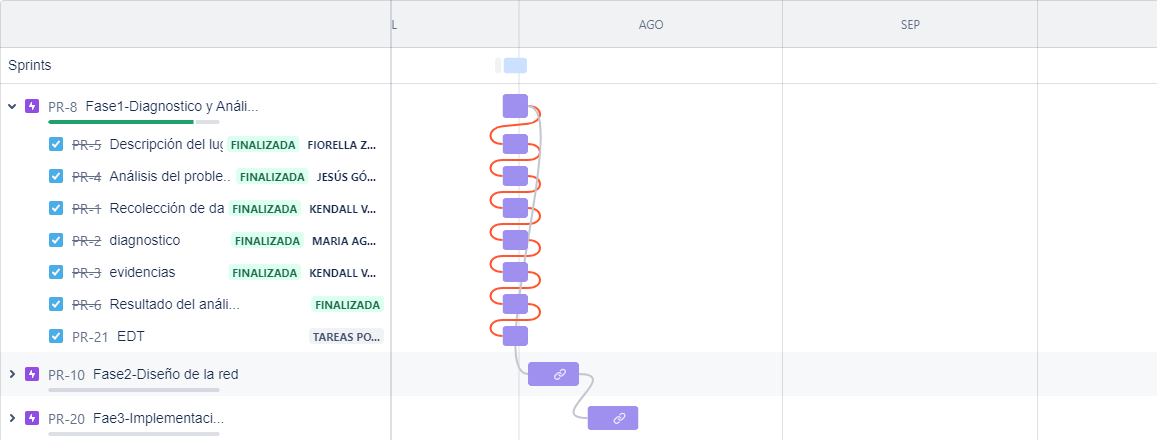 L AGO SEP
Sprints
PR-8 Fase1-Diagnostico y Análi...
PR-5 Descripción del lug FINALIZADA FIORELLA Z...
PR-4 Análisis del proble.. FINALIZADA JESÚS GÓ...
PR-1 Recolección de da FINALIZADA KENDALL V...
PR-2 diagnostico FINALIZADA MARIA AG...
PR-3 evidencias FINALIZADA KENDALL V...
PR-6 Resultado del análi... FINALIZADA
PR-21 EDT TAREAS PO...
PR-10 Fase2-Diseño de la red
PR-20 Fae3-Implementaci...